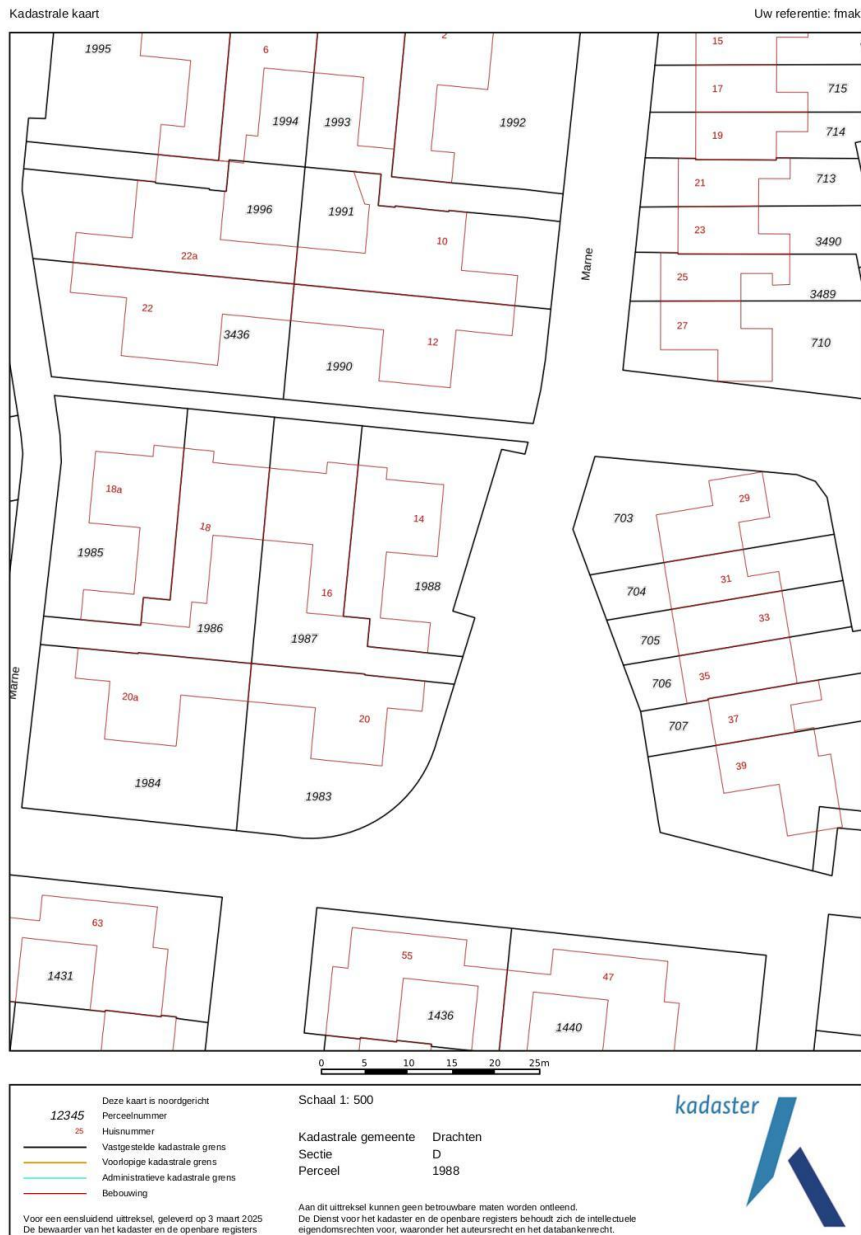 Kadastrale kaart
Uw referentie: fmak
1995
6
2
15
1994
1993
1992
17
715
19
714
21
713
1996
1991
10
23
3490
22a
Marne
25
3489
22
3436
12
27
710
1990
18a
18
14
29
703
1985
1988
31
704
16
33
1986
1987
705
35
706
Marne
20a
20
37
707
39
1984
1983
63
55
47
1431
1436
1440
0 5 10 15 20 25m
Deze kaart is noordgericht
12345 Perceelnummer
25 Huisnummer
Vastgestelde kadastrale grens
Voorlopige kadastrale grens
Administratieve kadastrale grens
Bebouwing
Voor een eensluidend uittreksel, geleverd op 3 maart 2025
De bewaarder van het kadaster en de openbare registers
Schaal 1: 500
Kadastrale gemeente Drachten
Sectie D
Perceel 1988
Aan dit uittreksel kunnen geen betrouwbare maten worden ontleend.
De Dienst voor het kadaster en de openbare registers behoudt zich de intellectuele
eigendomsrechten voor, waaronder het auteursrecht en het databankenrecht.
kadaster